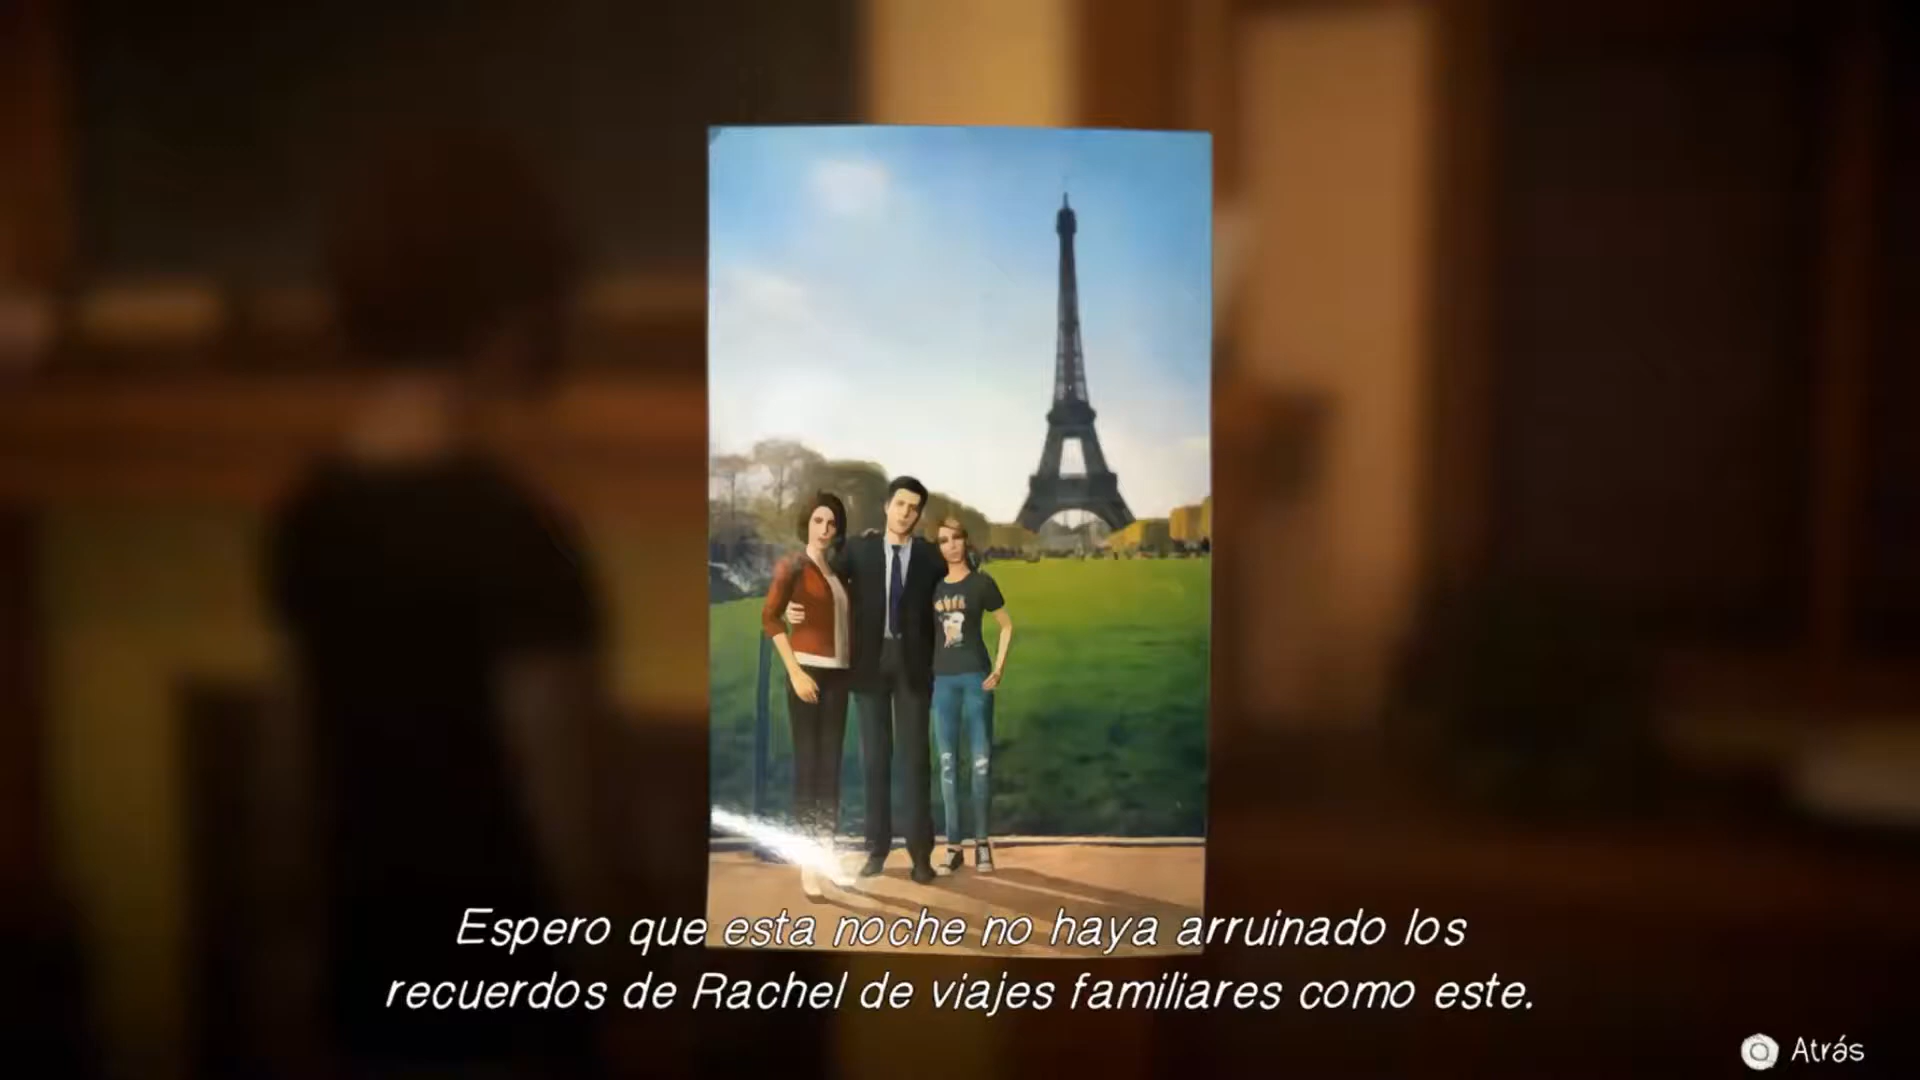 Espero que esta noche no haya arruinado los
recuerdos de Rachel de viajes familiares como este.
Atrás